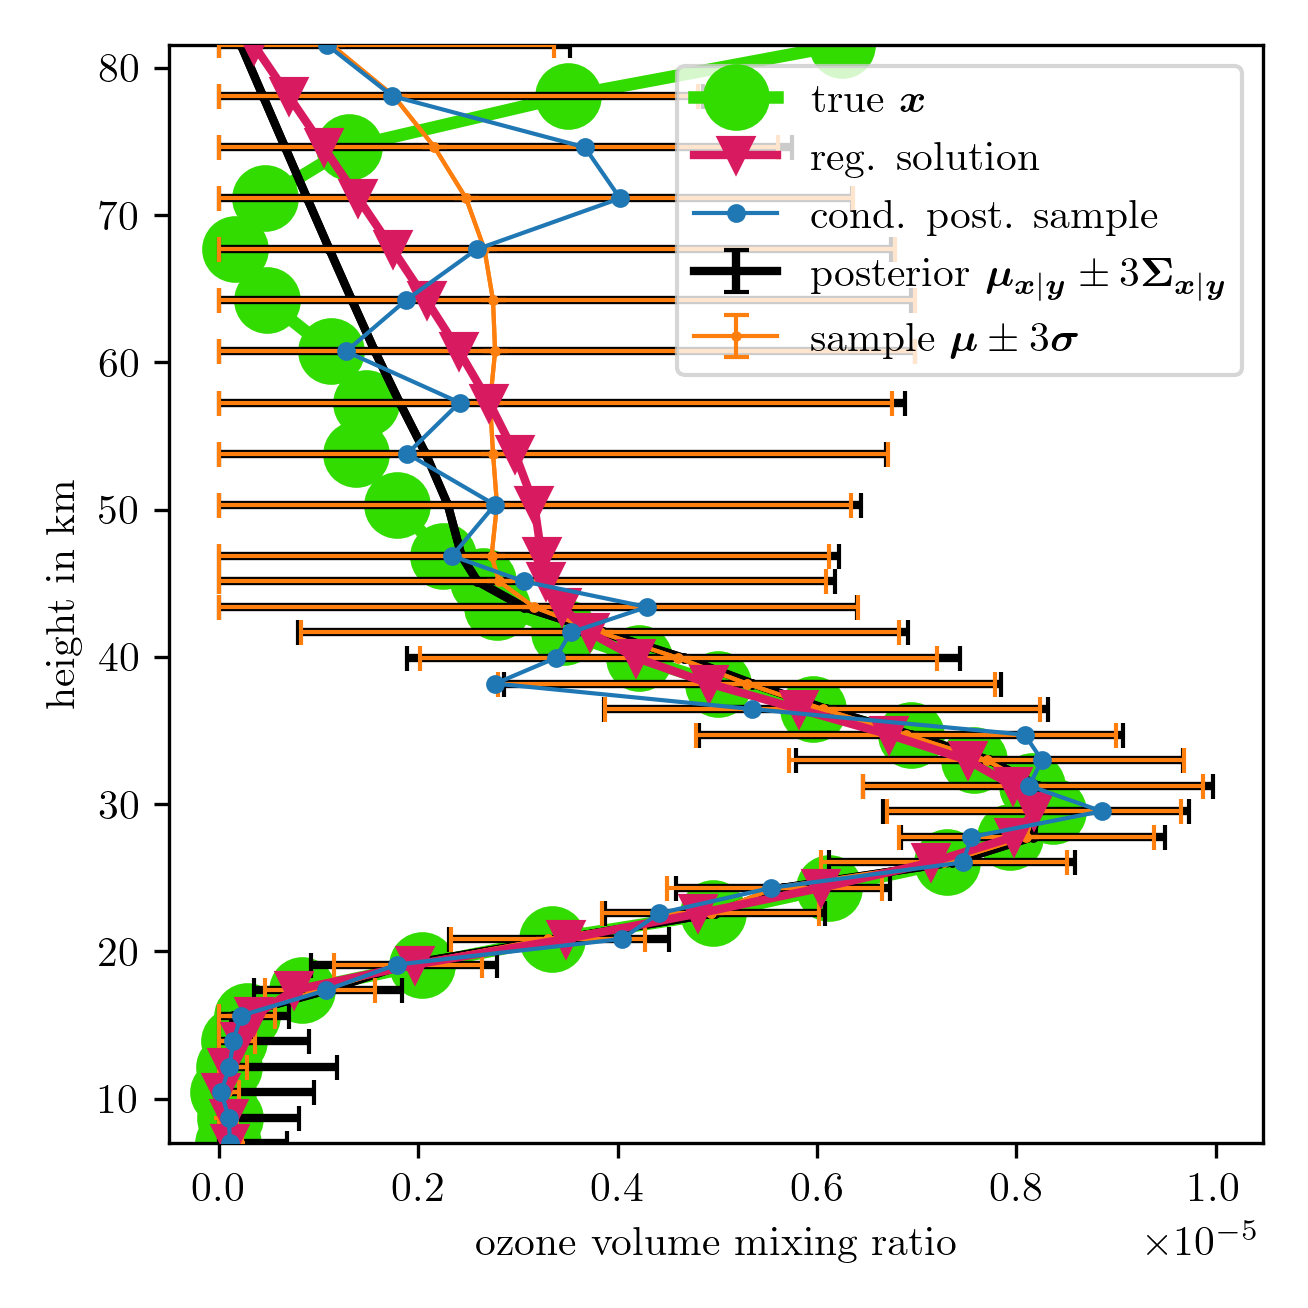 80
70
60
50
40
30
20
10
height in km
true x
reg. solution
cond. post. sample
posterior μₓ|ᵧ ± 3Σₓ|ᵧ
sample μ ± 3σ
0.0 0.2 0.4 0.6 0.8 1.0
ozone volume mixing ratio
×10⁻⁵